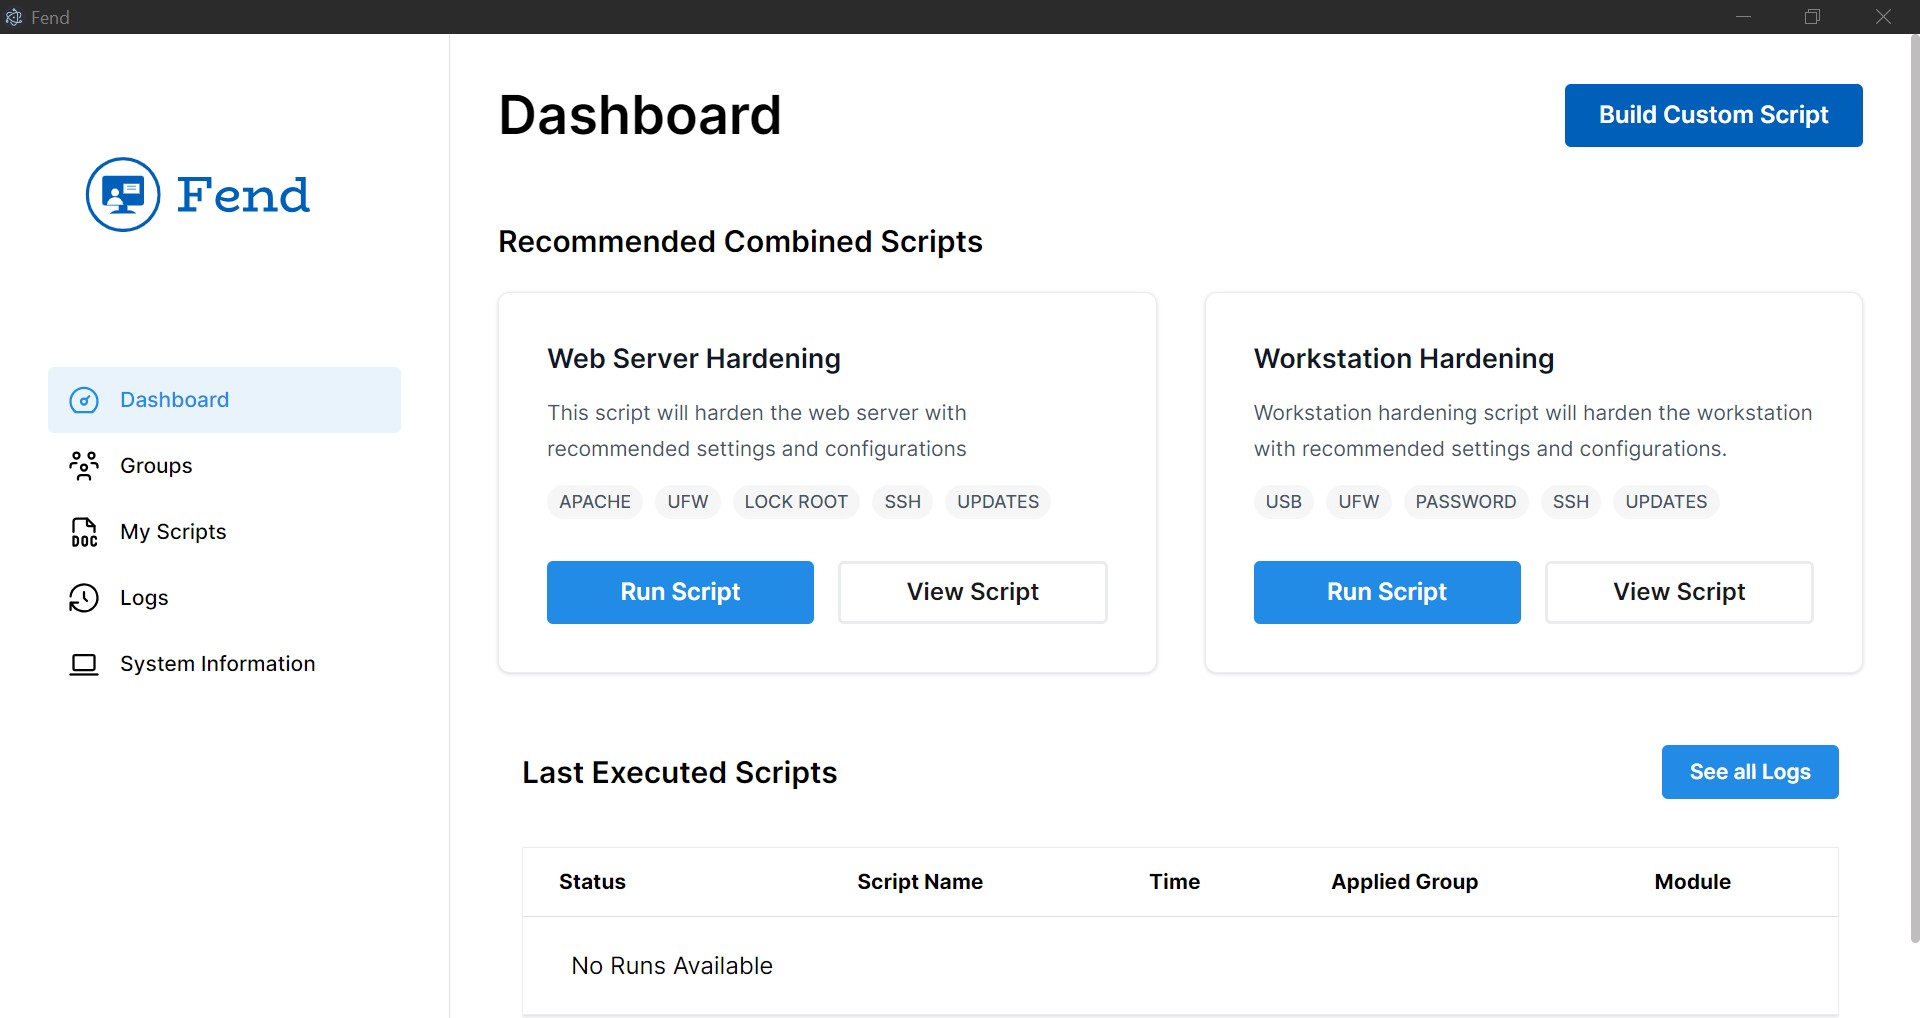 Fend
Fend
Dashboard
Groups
DOC
My Scripts
Logs
System Information
Dashboard
Build Custom Script
Recommended Combined Scripts
Web Server Hardening
This script will harden the web server with
recommended settings and configurations
APACHE UFW LOCK ROOT SSH UPDATES
Run Script View Script
Workstation Hardening
Workstation hardening script will harden the workstation
with recommended settings and configurations.
USB UFW PASSWORD SSH UPDATES
Run Script View Script
Last Executed Scripts
See all Logs
Status Script Name Time Applied Group Module
No Runs Available